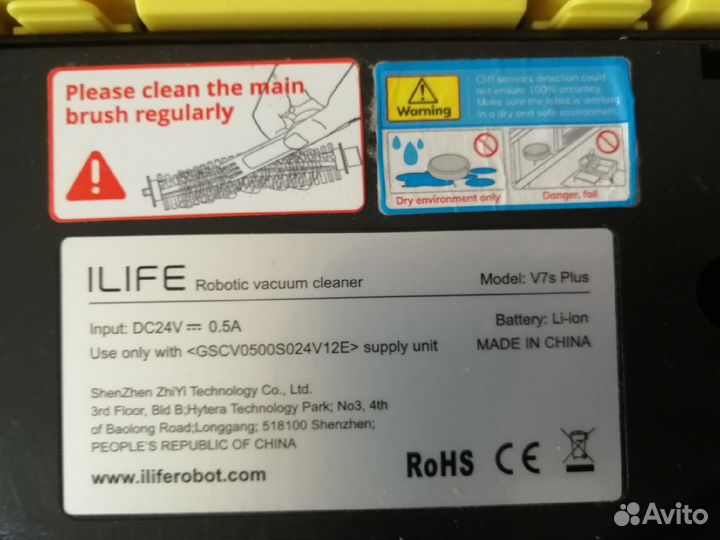 Please clean the main
brush regularly
Warning
Cliff sensors detection could
not ensure 100% accuracy.
Make sure the robot is working
in a dry and safe environment.
Dry environment only
Danger, fall
ILIFE Robotic vacuum cleaner
Model: V7s Plus
Input: DC24V ⎓ 0.5A
Battery: Li-ion
Use only with <GSCV0500S024V12E> supply unit
MADE IN CHINA
ShenZhen ZhiYi Technology Co., Ltd.
3rd Floor, Bld B;Hytera Technology Park; No3, 4th
of Baolong Road;Longgang; 518100 Shenzhen;
PEOPLE'S REPUBLIC OF CHINA
www.iliferobot.com
RoHS CE
Avito